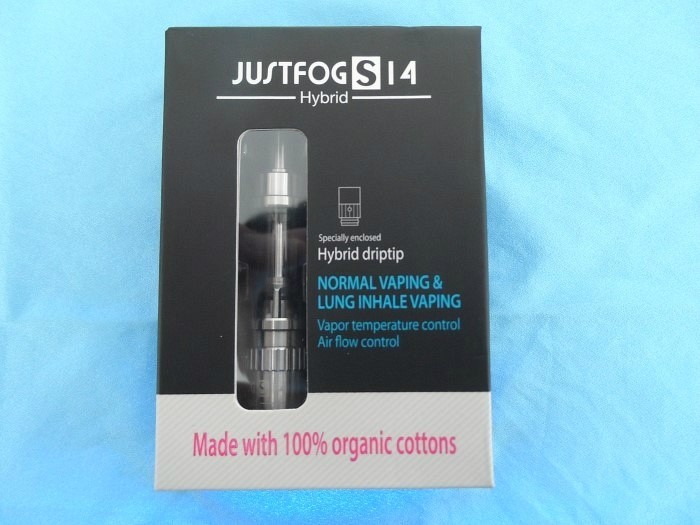 JUSTFOG S14
Hybrid
Specially enclosed
Hybrid driptip
NORMAL VAPING &
LUNG INHALE VAPING
Vapor temperature control
Air flow control
Made with 100% organic cottons